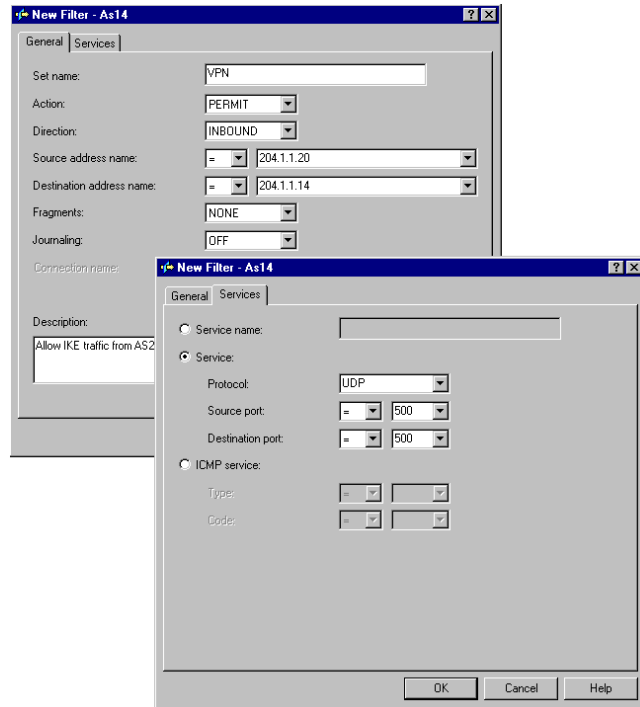 New Filter - As14
General Services
Set name: VPN
Action: PERMIT
Direction: INBOUND
Source address name: = 204.1.1.20
Destination address name: = 204.1.1.14
Fragments: NONE
Journaling: OFF
Connection name:
Description:
Allow IKE traffic from AS2
New Filter - As14
General Services
Service name:
Service:
Protocol: UDP
Source port: = 500
Destination port: = 500
ICMP service:
Type: =
Code: =
OK Cancel Help